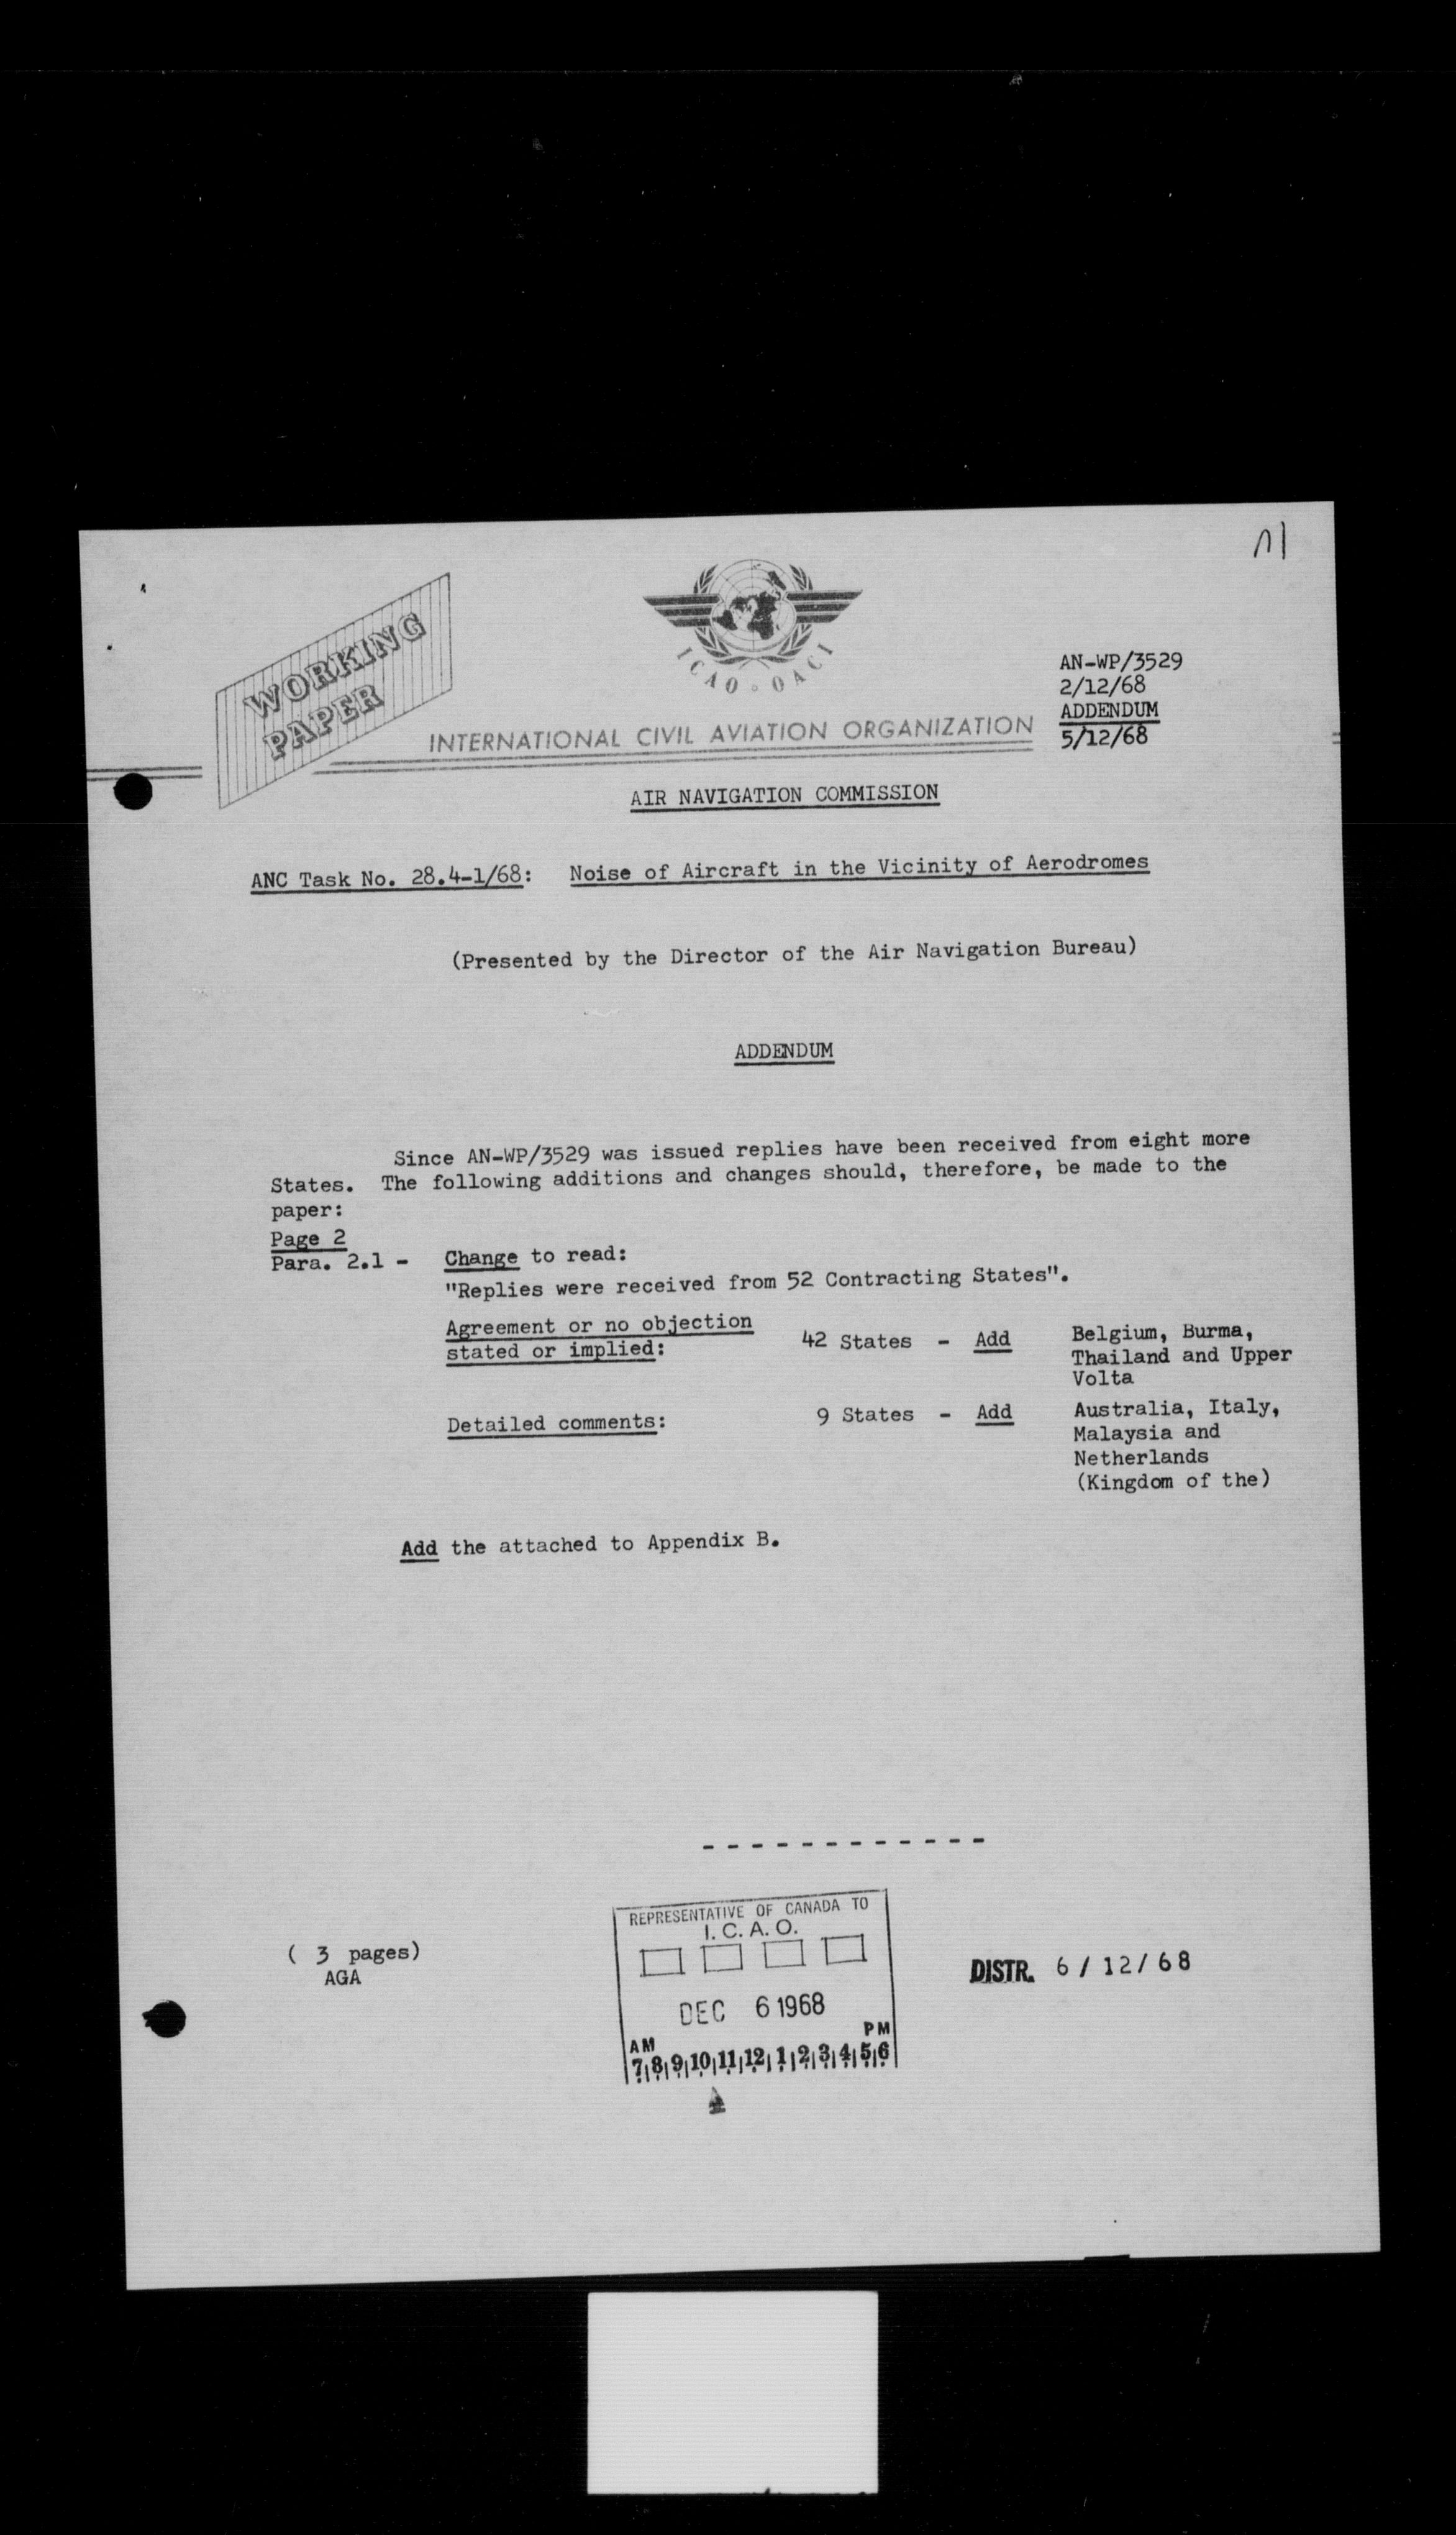 WORKING
PAPER
ICAO · OACI
INTERNATIONAL CIVIL AVIATION ORGANIZATION
AN-WP/3529
2/12/68
ADDENDUM
5/12/68
AIR NAVIGATION COMMISSION
ANC Task No. 28.4-1/68: Noise of Aircraft in the Vicinity of Aerodromes
(Presented by the Director of the Air Navigation Bureau)
ADDENDUM
Since AN-WP/3529 was issued replies have been received from eight more
States. The following additions and changes should, therefore, be made to the
paper:
Page 2
Para. 2.1 - Change to read:
"Replies were received from 52 Contracting States".
Agreement or no objection
stated or implied: 42 States - Add Belgium, Burma,
Thailand and Upper
Volta
Detailed comments: 9 States - Add Australia, Italy,
Malaysia and
Netherlands
(Kingdom of the)
Add the attached to Appendix B.
( 3 pages)
AGA
REPRESENTATIVE OF CANADA TO
I.C.A.O.
DEC 6 1968
AM PM
7 8 9 10 11 12 1 2 3 4 5 6
DISTR. 6/12/68